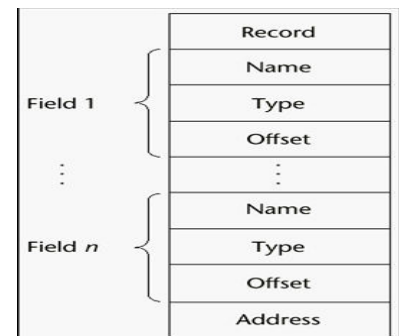 Record
Name
Field 1 Type
Offset
⋮ ⋮
Name
Field n Type
Offset
Address